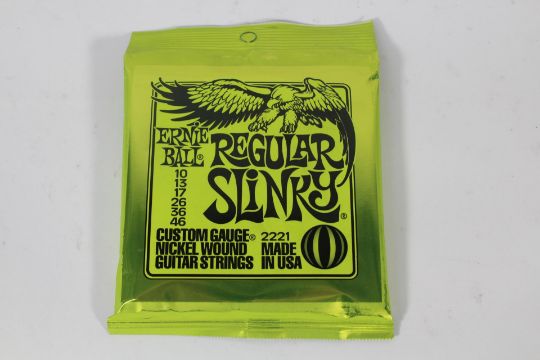 ERNIE
BALL®
REGULAR
SLINKY®
10
13
17
26
36
46
CUSTOM GAUGE®
NICKEL WOUND
GUITAR STRINGS
2221
MADE
IN USA